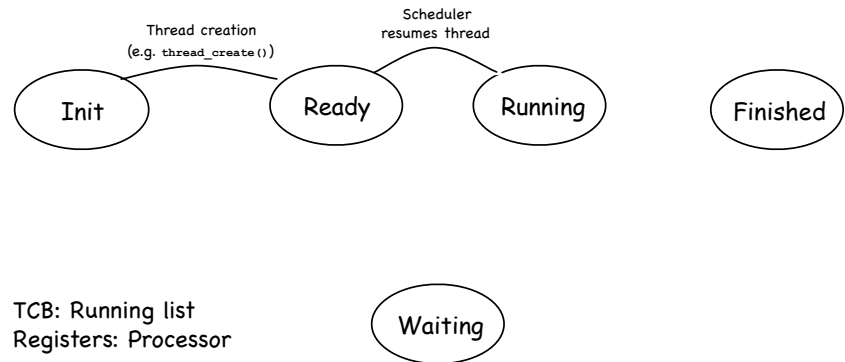 Thread creation
(e.g. thread_create())
Scheduler
resumes thread
Init
Ready
Running
Finished
TCB: Running list
Registers: Processor
Waiting